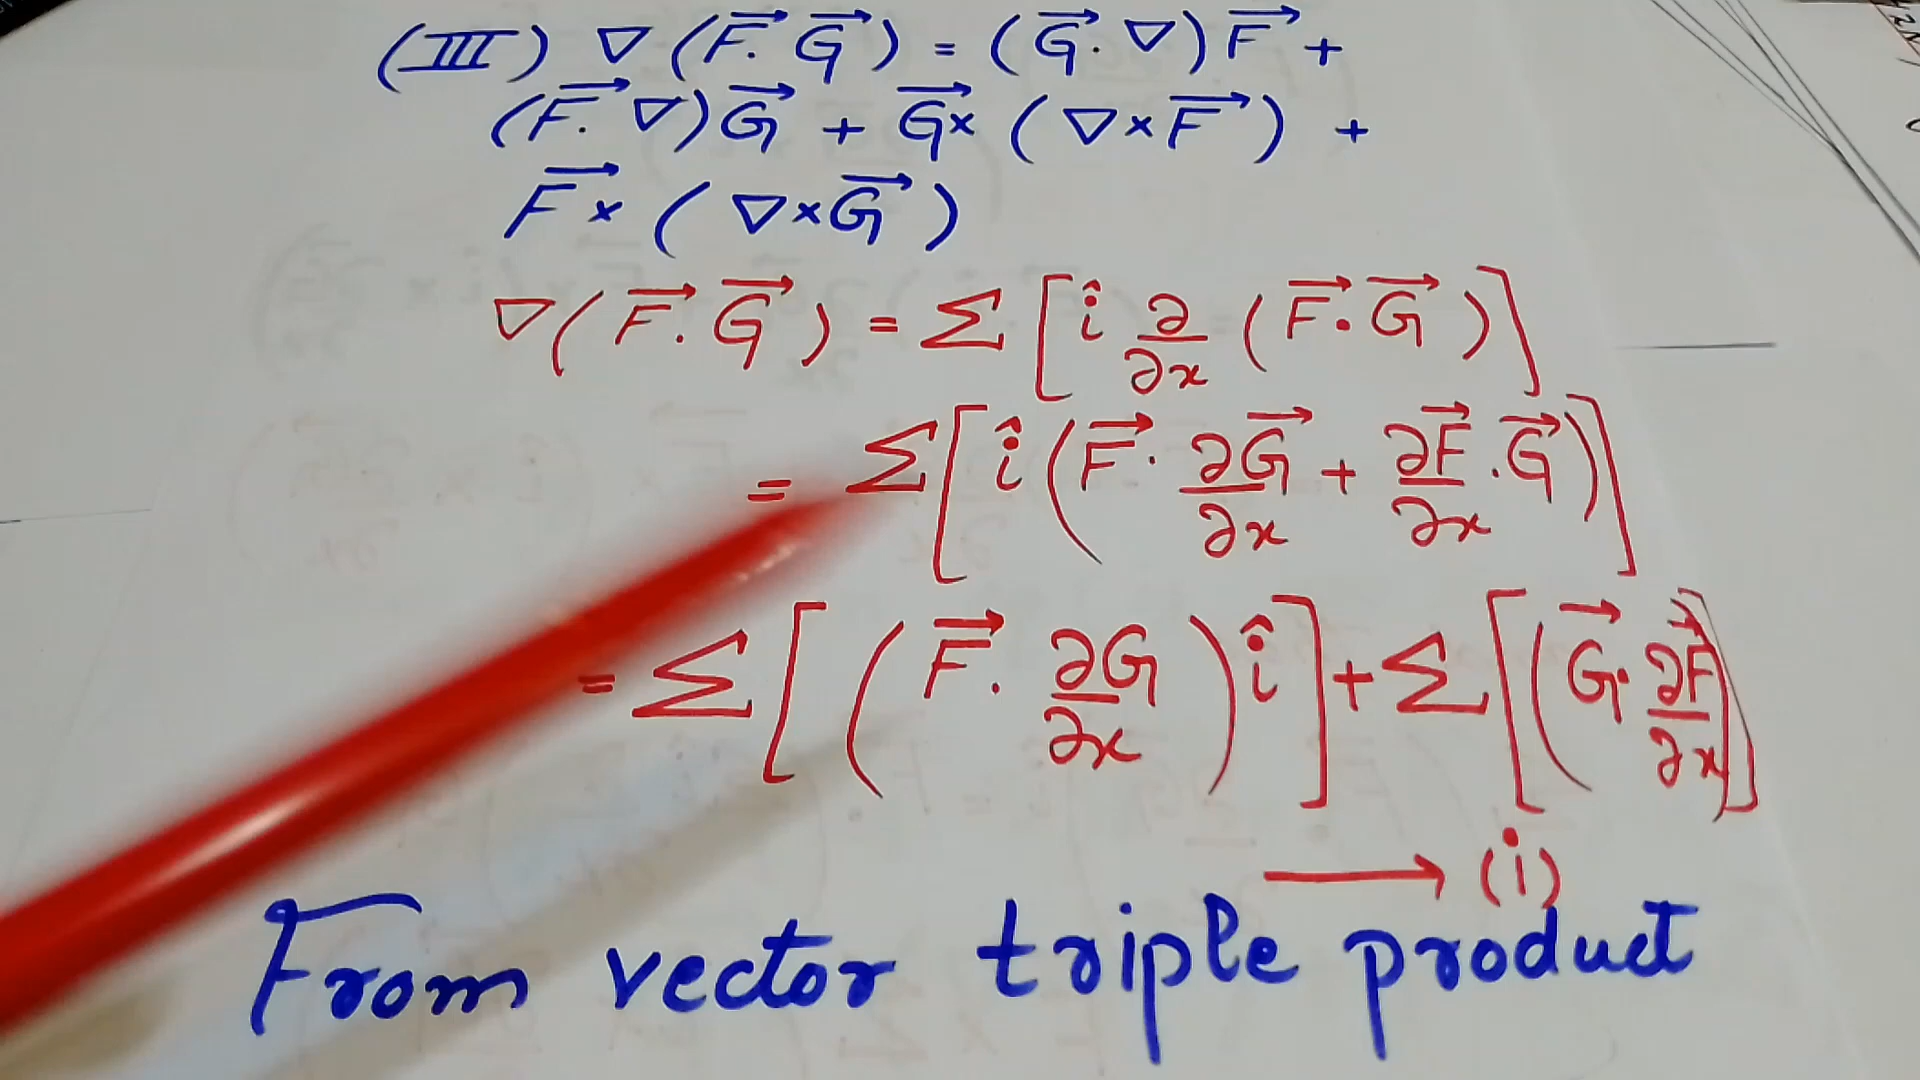 (III) ∇(F⃗.G⃗) = (G⃗.∇)F⃗ +
(F⃗.∇)G⃗ + G⃗×(∇×F⃗) +
F⃗×(∇×G⃗)
∇(F⃗.G⃗) = Σ[î ∂/∂x (F⃗.G⃗)]
= Σ[î(F⃗.∂G⃗/∂x + ∂F⃗/∂x.G⃗)]
= Σ[(F⃗.∂G/∂x)î] + Σ[(G⃗.∂F⃗/∂x)]
⟶ (i)
From vector triple product